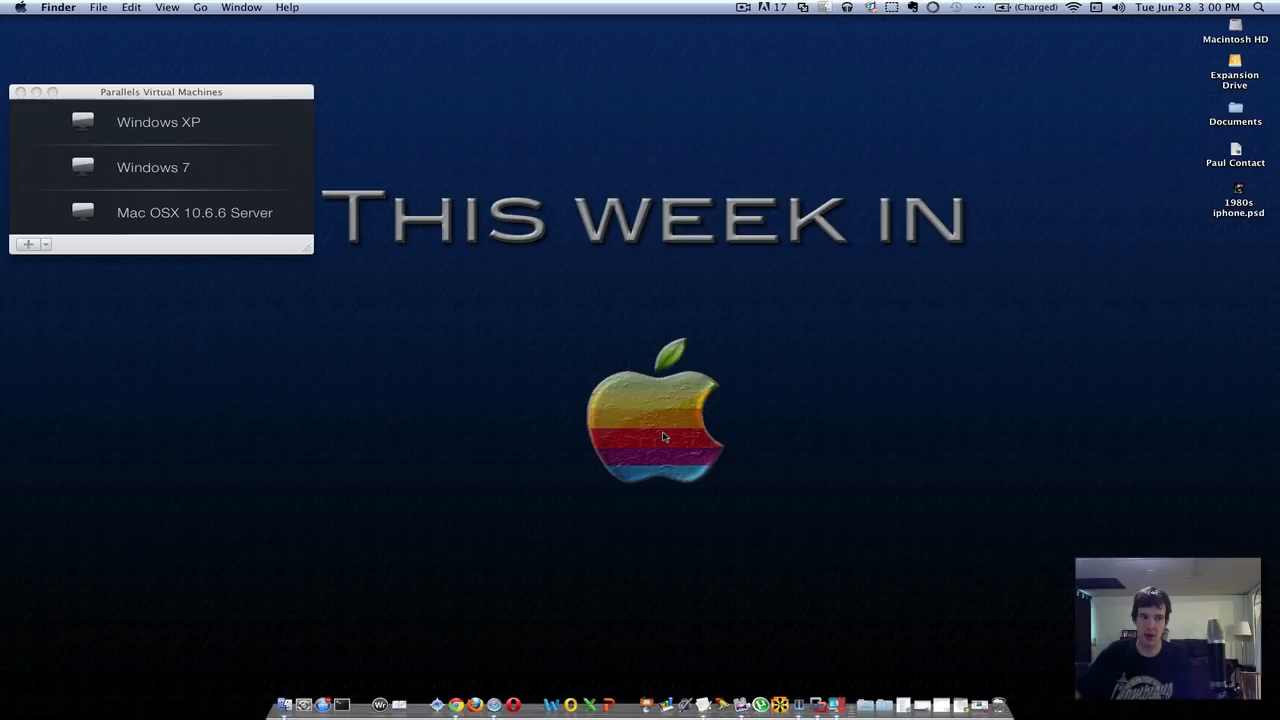 Finder File Edit View Go Window Help
17 (Charged) Tue Jun 28 3:00 PM
Macintosh HD
Expansion
Drive
Documents
Paul Contact
1980s
iphone.psd
Parallels Virtual Machines
Windows XP
Windows 7
Mac OSX 10.6.6 Server
THIS WEEK IN